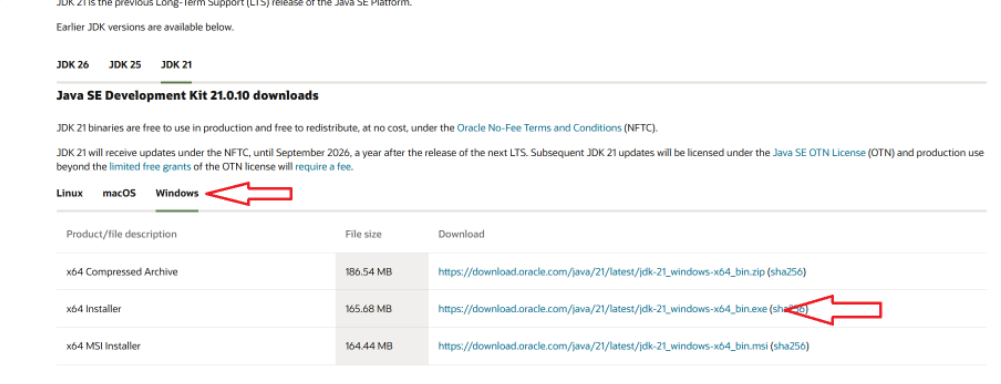 JDK 21 is the previous Long-Term Support (LTS) release of the Java SE Platform.
Earlier JDK versions are available below.
JDK 26 JDK 25 JDK 21
Java SE Development Kit 21.0.10 downloads
JDK 21 binaries are free to use in production and free to redistribute, at no cost, under the Oracle No-Fee Terms and Conditions (NFTC).
JDK 21 will receive updates under the NFTC, until September 2026, a year after the release of the next LTS. Subsequent JDK 21 updates will be licensed under the Java SE OTN License (OTN) and production use
beyond the limited free grants of the OTN license will require a fee.
Linux macOS Windows
Product/file description File size Download
x64 Compressed Archive 186.54 MB https://download.oracle.com/java/21/latest/jdk-21_windows-x64_bin.zip (sha256)
x64 Installer 165.68 MB https://download.oracle.com/java/21/latest/jdk-21_windows-x64_bin.exe (sha256)
x64 MSI Installer 164.44 MB https://download.oracle.com/java/21/latest/jdk-21_windows-x64_bin.msi (sha256)